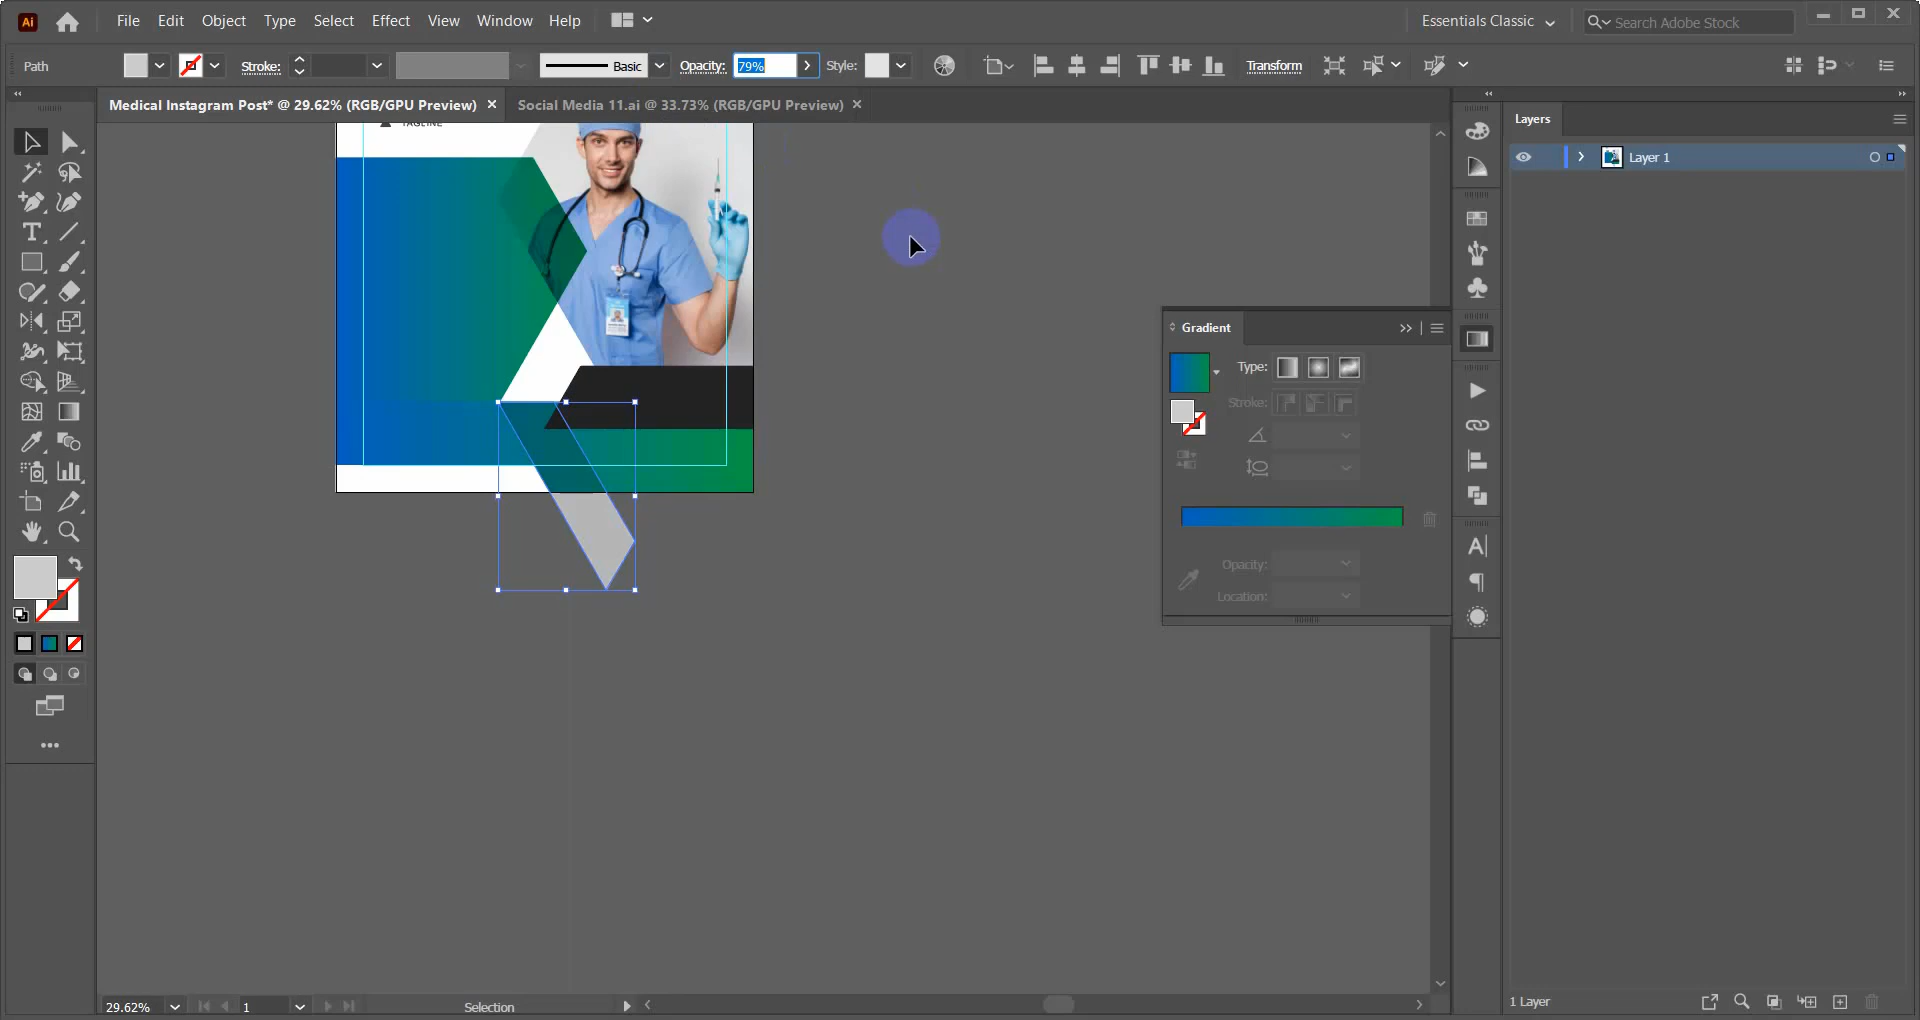 Ai
File Edit Object Type Select Effect View Window Help
Essentials Classic
Search Adobe Stock
Path
Stroke:
Basic
Opacity: 79%
Style:
Transform
Medical Instagram Post* @ 29.62% (RGB/GPU Preview)
Social Media 11.ai @ 33.73% (RGB/GPU Preview)
Layers
TAGLINE
Layer 1
Gradient
Type:
Stroke:
Opacity:
Location:
29.62%
1
Selection
1 Layer